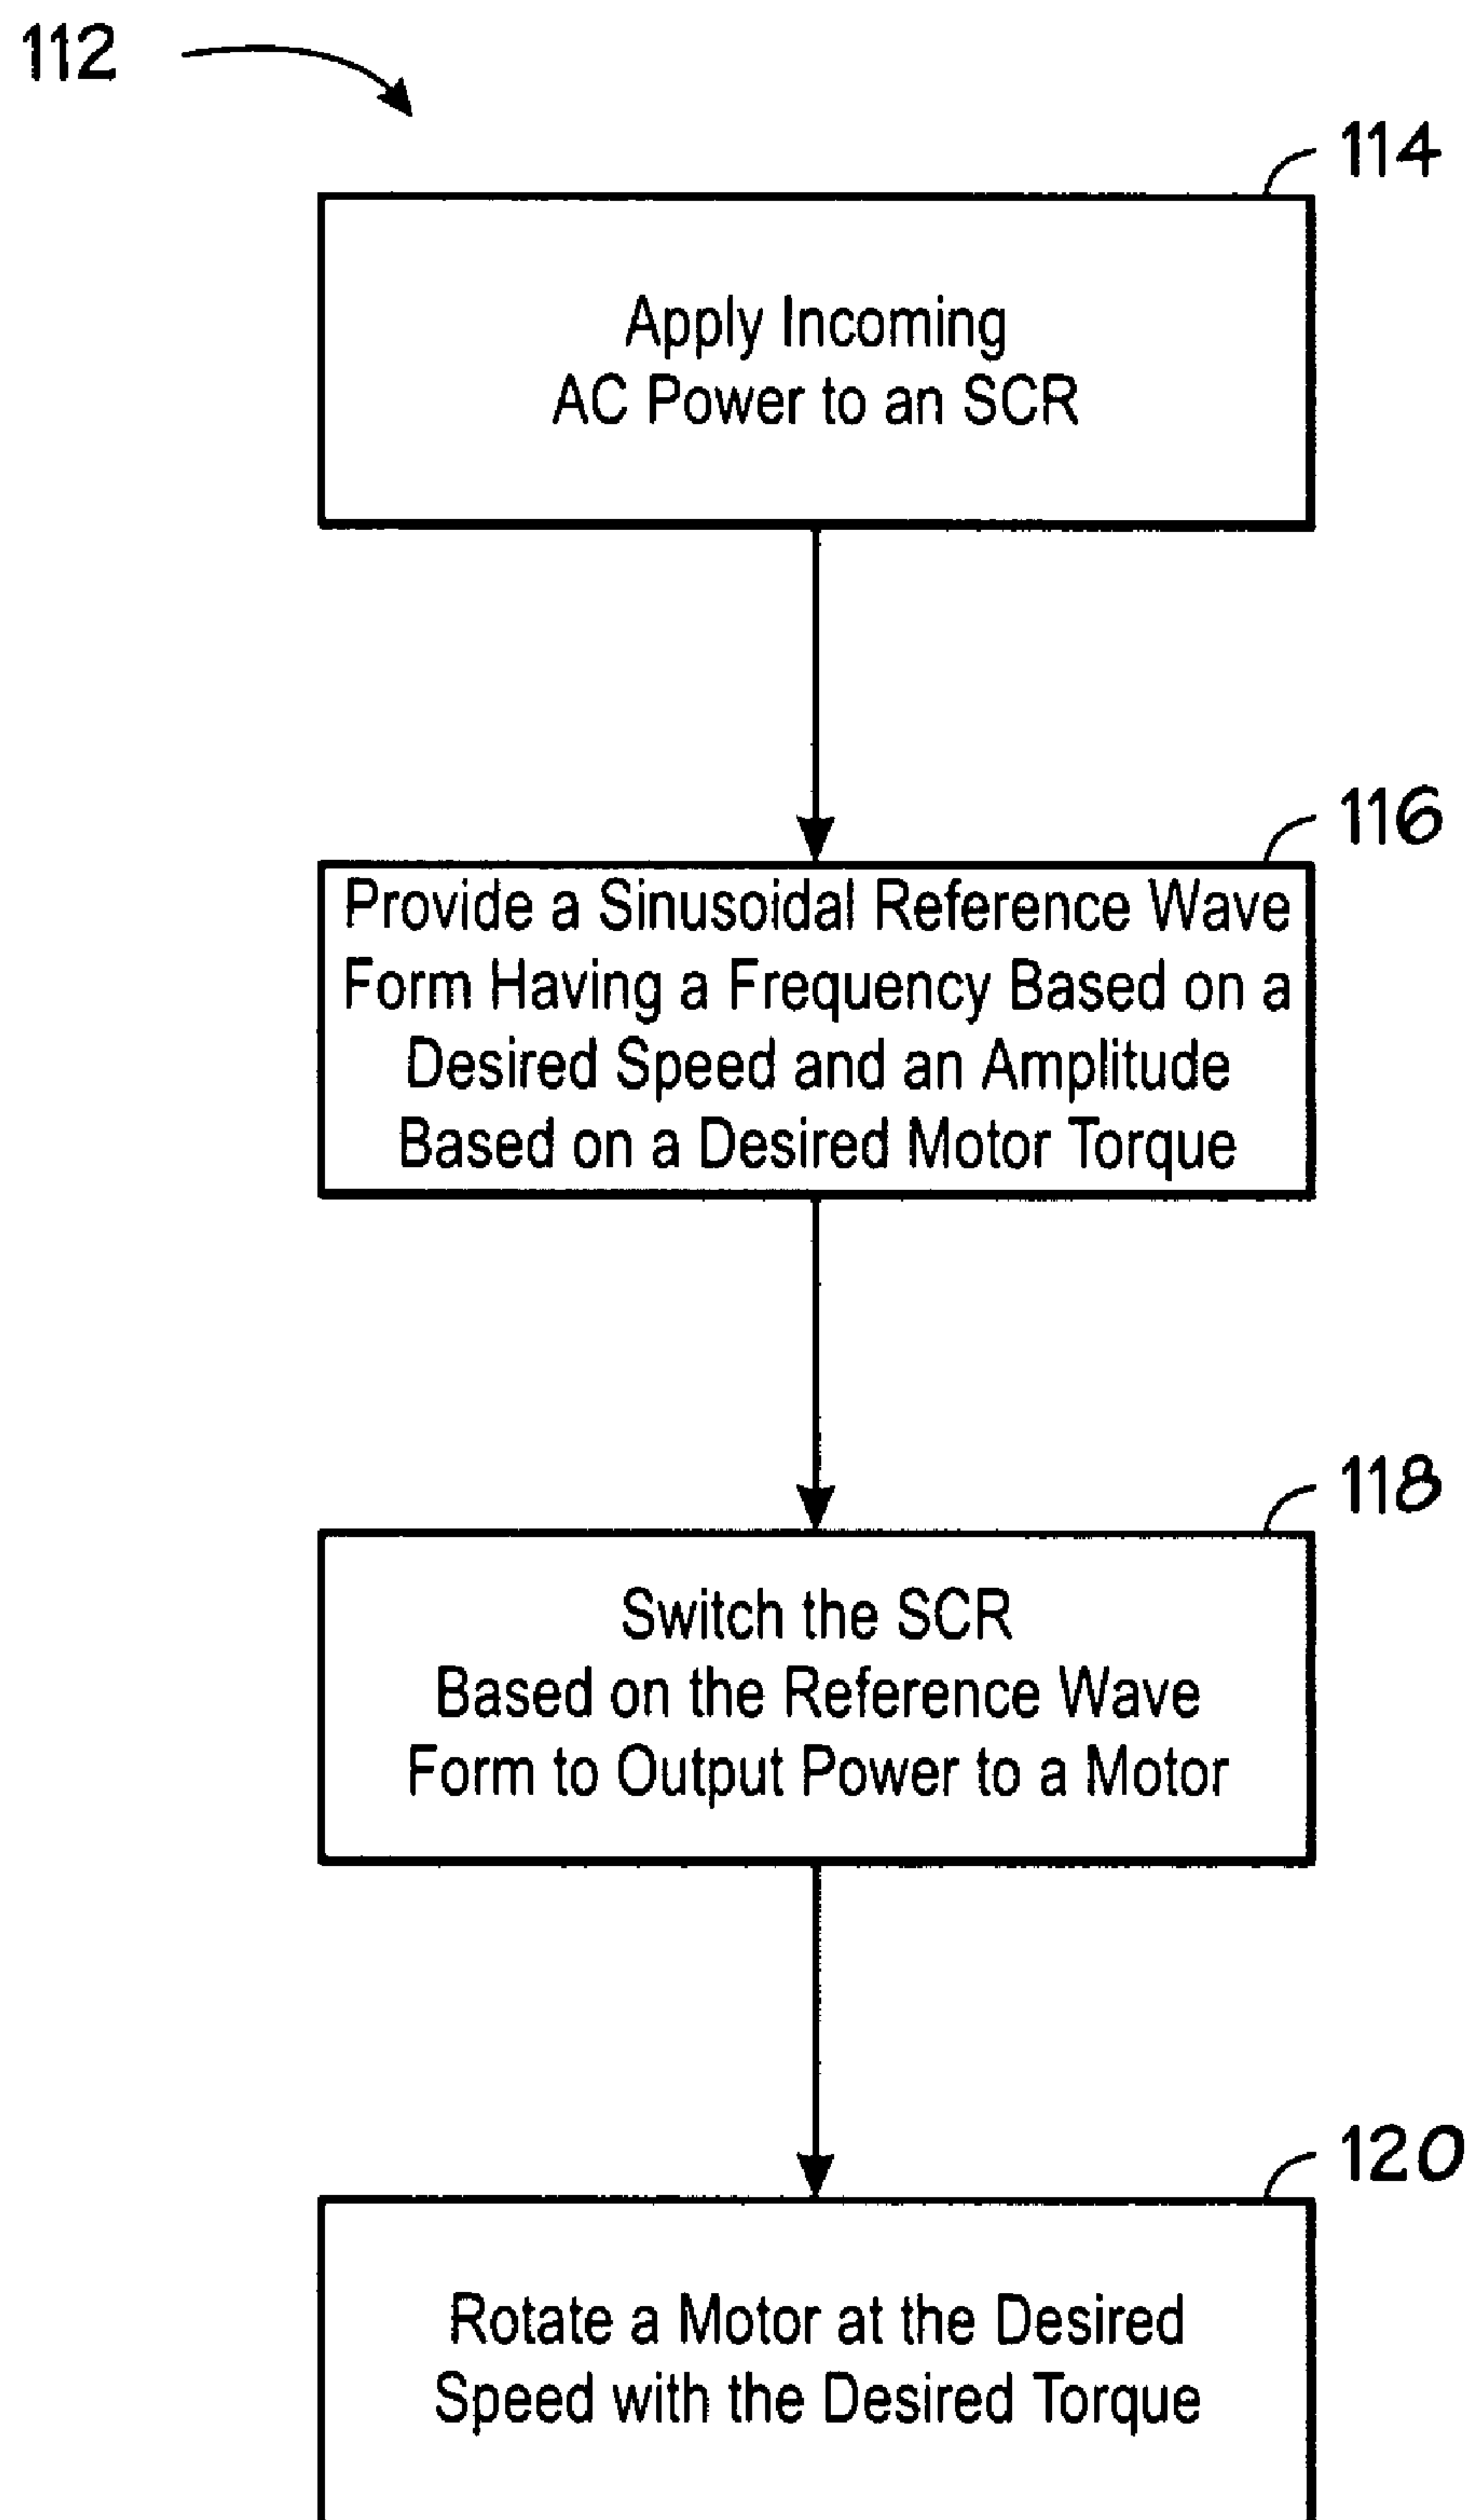 112
114
Apply Incoming
AC Power to an SCR
116
Provide a Sinusoidal Reference Wave
Form Having a Frequency Based on a
Desired Speed and an Amplitude
Based on a Desired Motor Torque
118
Switch the SCR
Based on the Reference Wave
Form to Output Power to a Motor
120
Rotate a Motor at the Desired
Speed with the Desired Torque